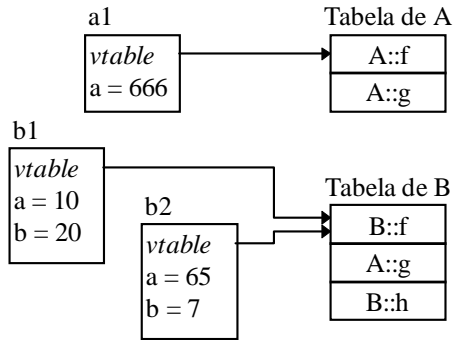 a1
vtable
a = 666
Tabela de A
A::f
A::g
b1
vtable
a = 10
b = 20
b2
vtable
a = 65
b = 7
Tabela de B
B::f
A::g
B::h